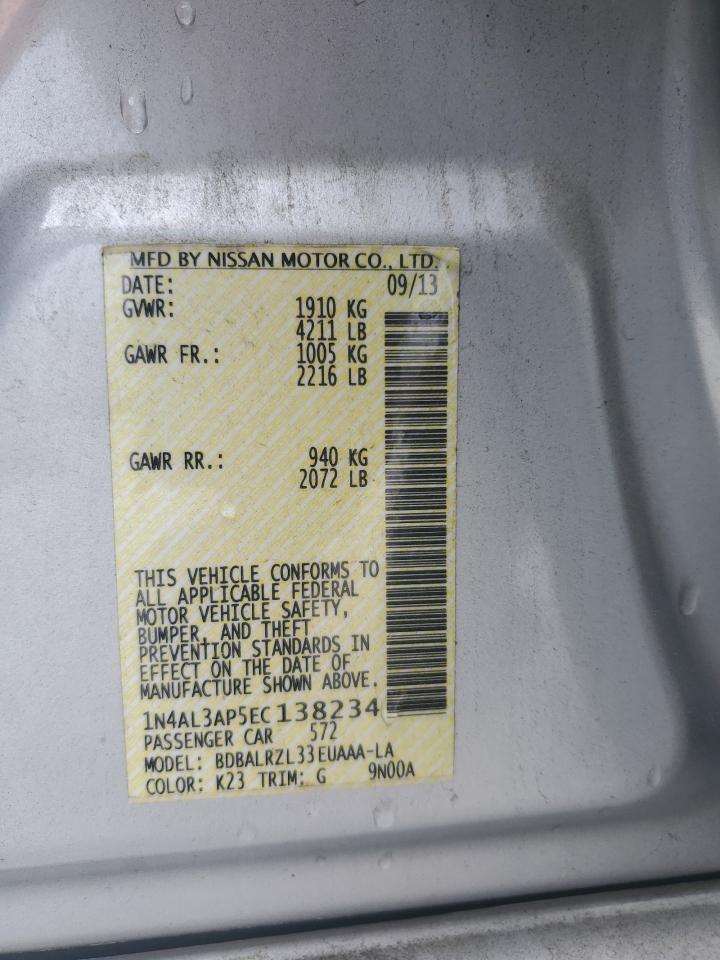 MFD BY NISSAN MOTOR CO., LTD.
DATE: 09/13
GVWR: 1910 KG
4211 LB
GAWR FR.: 1005 KG
2216 LB
GAWR RR.: 940 KG
2072 LB
THIS VEHICLE CONFORMS TO
ALL APPLICABLE FEDERAL
MOTOR VEHICLE SAFETY,
BUMPER, AND THEFT
PREVENTION STANDARDS IN
EFFECT ON THE DATE OF
MANUFACTURE SHOWN ABOVE.
1N4AL3AP5EC138234
PASSENGER CAR 572
MODEL: BDBALRZL33EUAAA-LA
COLOR: K23 TRIM: G 9N00A